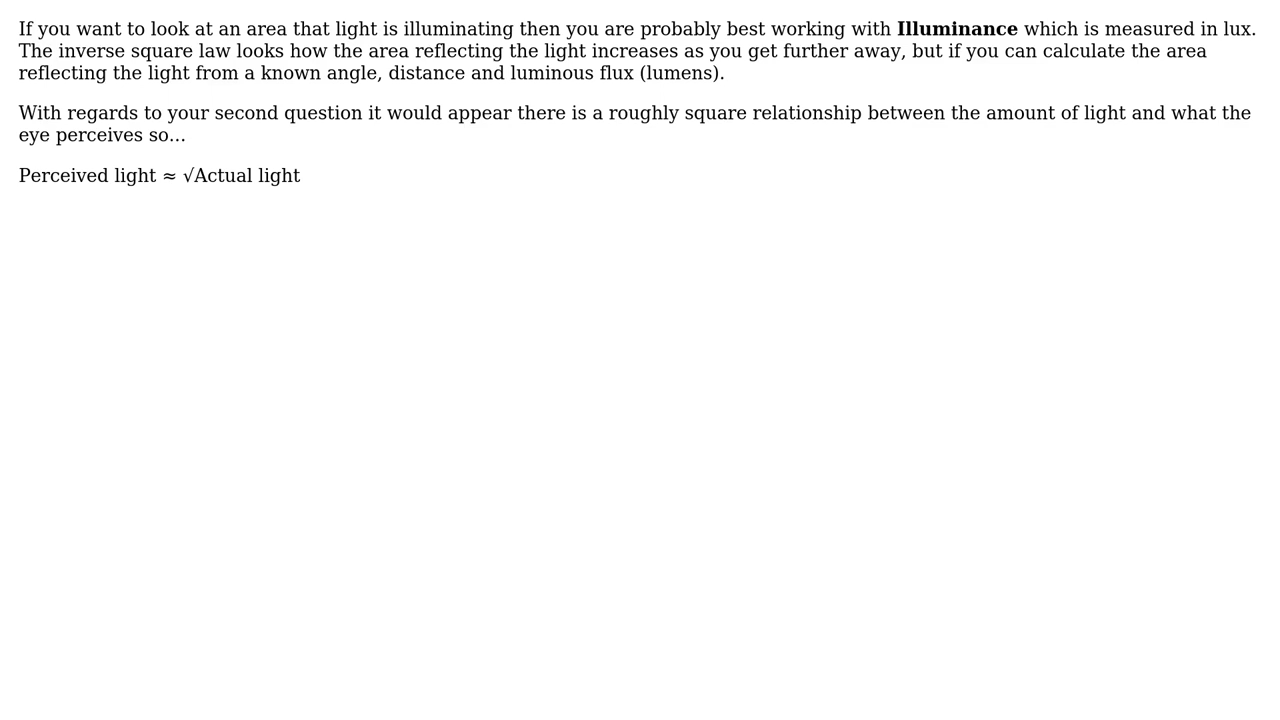 If you want to look at an area that light is illuminating then you are probably best working with Illuminance which is measured in lux.
The inverse square law looks how the area reflecting the light increases as you get further away, but if you can calculate the area
reflecting the light from a known angle, distance and luminous flux (lumens).
With regards to your second question it would appear there is a roughly square relationship between the amount of light and what the
eye perceives so...
Perceived light ≈ √Actual light